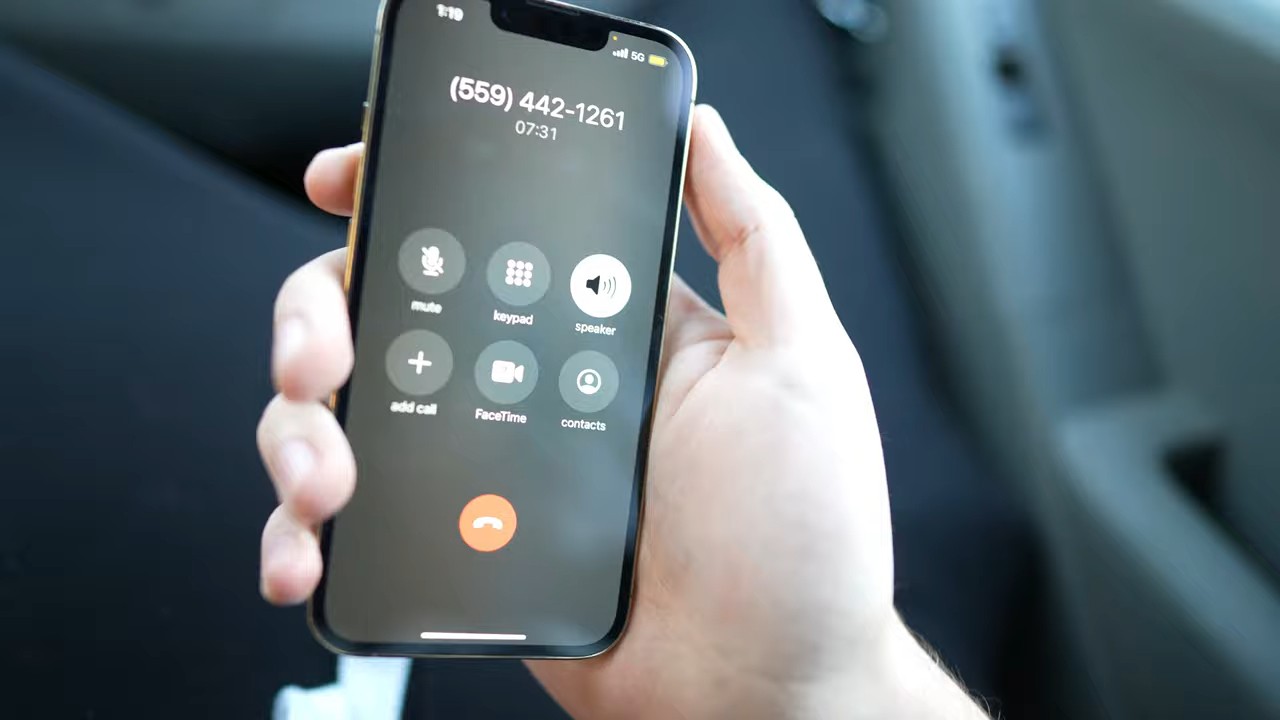 1:19
5G
(559) 442-1261
07:31
mute keypad speaker
add call FaceTime contacts